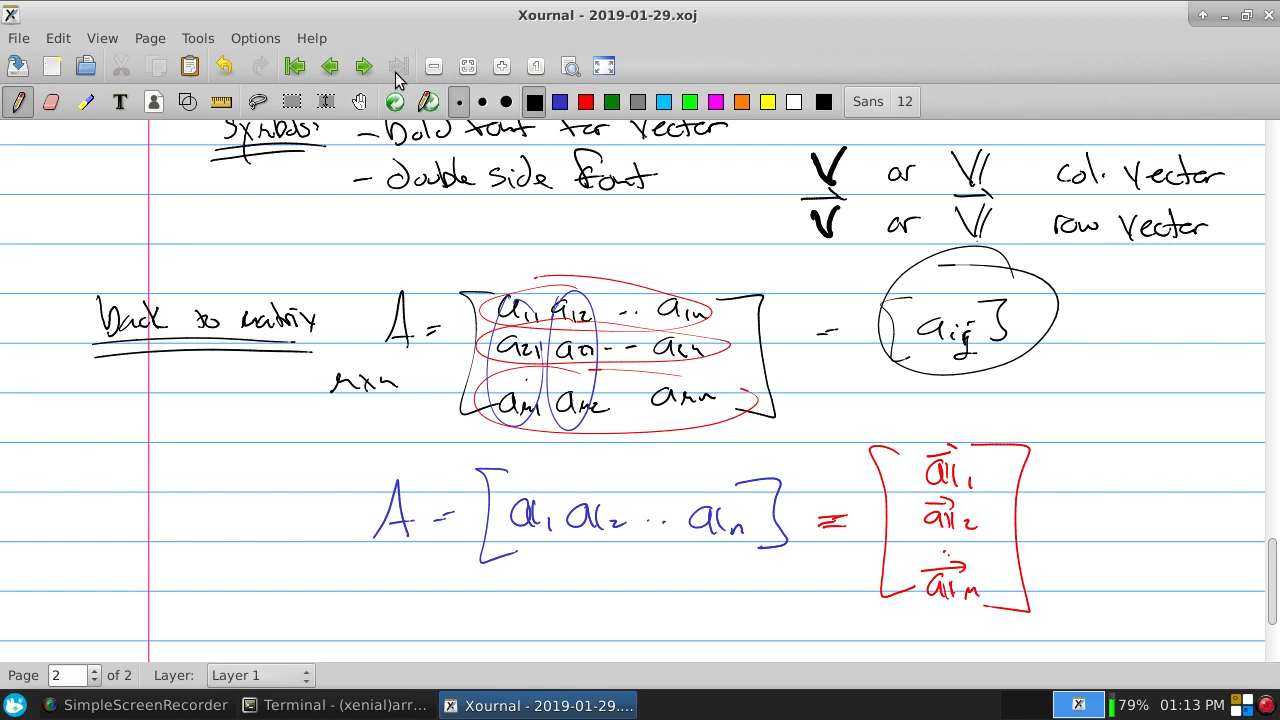 Xournal - 2019-01-29.xoj
File Edit View Page Tools Options Help
Sans 12
Symbols - bold font for vector
- double side font
V or V col. vector
V or V row vector
back to matrix A = [ a11 a12 .. a1n = [ aij ]
a21 a22 -- a2n
mxn
am1 am2 amn ]
A = [ a1 a2 .. an ] = [ a1
a2
:
am ]
Page 2 of 2 Layer: Layer 1
SimpleScreenRecorder Terminal - (xenial)arr... Xournal - 2019-01-29.... 79% 01:13 PM